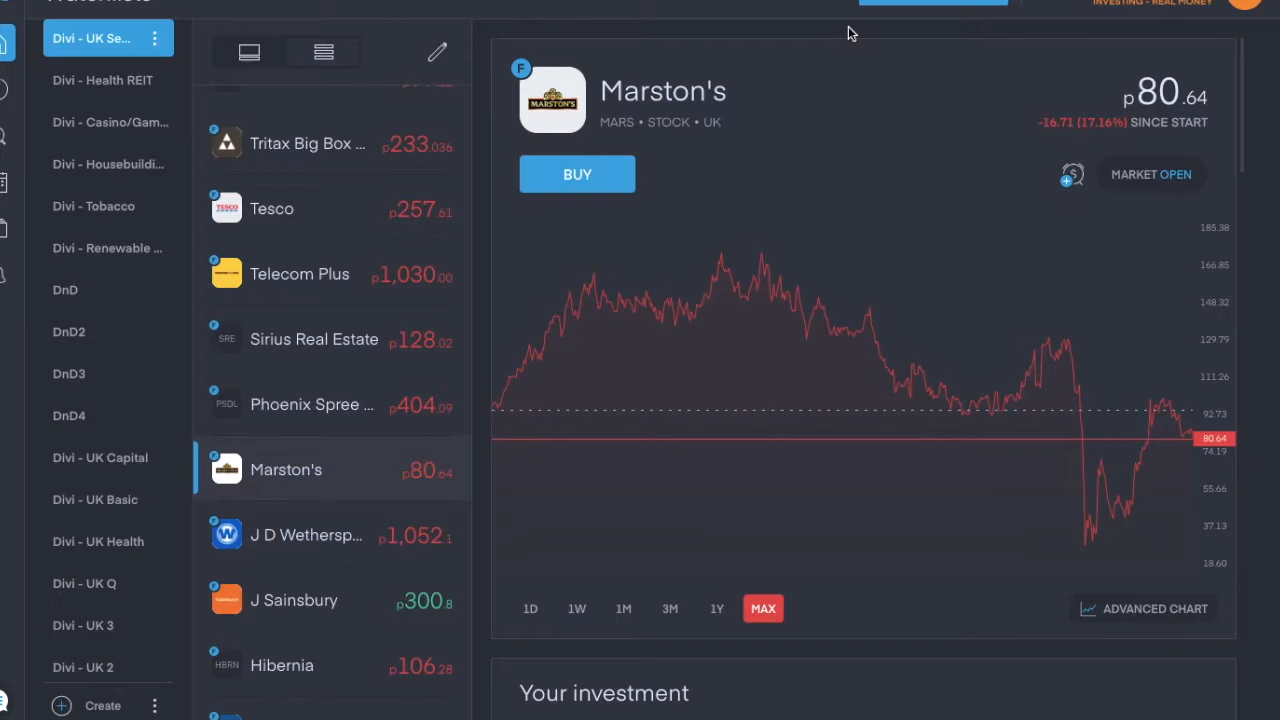 INVESTING - REAL MONEY
Divi - UK Se...
Divi - Health REIT
Divi - Casino/Gam...
Divi - Housebuildi...
Divi - Tobacco
Divi - Renewable ...
DnD
DnD2
DnD3
DnD4
Divi - UK Capital
Divi - UK Basic
Divi - UK Health
Divi - UK Q
Divi - UK 3
Divi - UK 2
Create
F Tritax Big Box ... p233.036
F TESCO Tesco p257.61
F Telecom Plus p1,030.00
F SRE Sirius Real Estate p128.02
F PSDL Phoenix Spree ... p404.09
F Marston's p80.64
F W J D Wethersp... p1,052.1
F J Sainsbury p300.8
F HBRN Hibernia p106.28
F
MARSTON'S
Marston's
MARS • STOCK • UK
p80.64
-16.71 (17.16%) SINCE START
BUY
MARKET OPEN
185.38
166.85
148.32
129.79
111.26
92.73
80.64
74.19
55.66
37.13
18.60
1D 1W 1M 3M 1Y MAX
ADVANCED CHART
Your investment